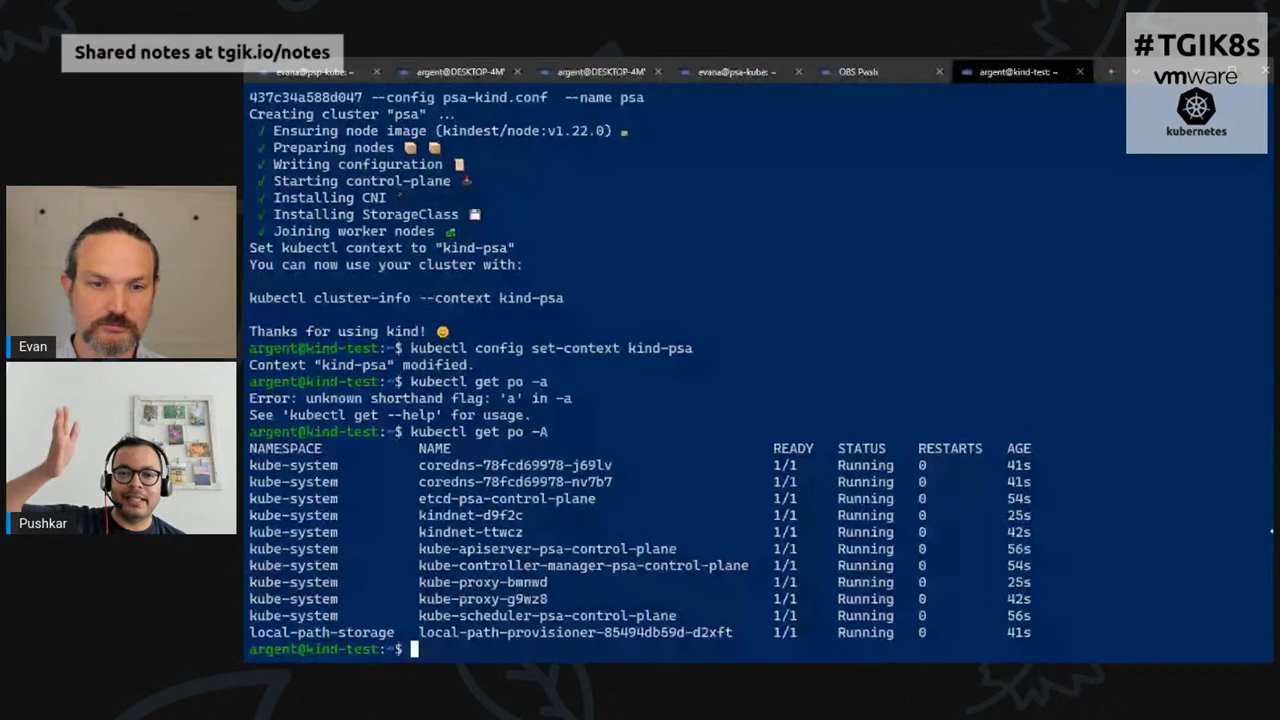 Shared notes at tgik.io/notes
#TGIK8s
vmware
kubernetes
evana@psp-kube: ~
argent@DESKTOP-4M'
argent@DESKTOP-4M'
evana@psa-kube: ~
OBS Pwsh
argent@kind-test: ~
437c34a588d047 --config psa-kind.conf --name psa
Creating cluster "psa" ...
✓ Ensuring node image (kindest/node:v1.22.0)
✓ Preparing nodes
✓ Writing configuration
✓ Starting control-plane
✓ Installing CNI
✓ Installing StorageClass
✓ Joining worker nodes
Set kubectl context to "kind-psa"
You can now use your cluster with:
kubectl cluster-info --context kind-psa
Thanks for using kind!
argent@kind-test:~$ kubectl config set-context kind-psa
Context "kind-psa" modified.
argent@kind-test:~$ kubectl get po -a
Error: unknown shorthand flag: 'a' in -a
See 'kubectl get --help' for usage.
argent@kind-test:~$ kubectl get po -A
NAMESPACE NAME READY STATUS RESTARTS AGE
kube-system coredns-78fcd69978-j69lv 1/1 Running 0 41s
kube-system coredns-78fcd69978-nv7b7 1/1 Running 0 41s
kube-system etcd-psa-control-plane 1/1 Running 0 54s
kube-system kindnet-d9f2c 1/1 Running 0 25s
kube-system kindnet-ttwcz 1/1 Running 0 42s
kube-system kube-apiserver-psa-control-plane 1/1 Running 0 56s
kube-system kube-controller-manager-psa-control-plane 1/1 Running 0 54s
kube-system kube-proxy-bmnwd 1/1 Running 0 25s
kube-system kube-proxy-g9wz8 1/1 Running 0 42s
kube-system kube-scheduler-psa-control-plane 1/1 Running 0 56s
local-path-storage local-path-provisioner-85494db59d-d2xft 1/1 Running 0 41s
argent@kind-test:~$
Evan
Pushkar